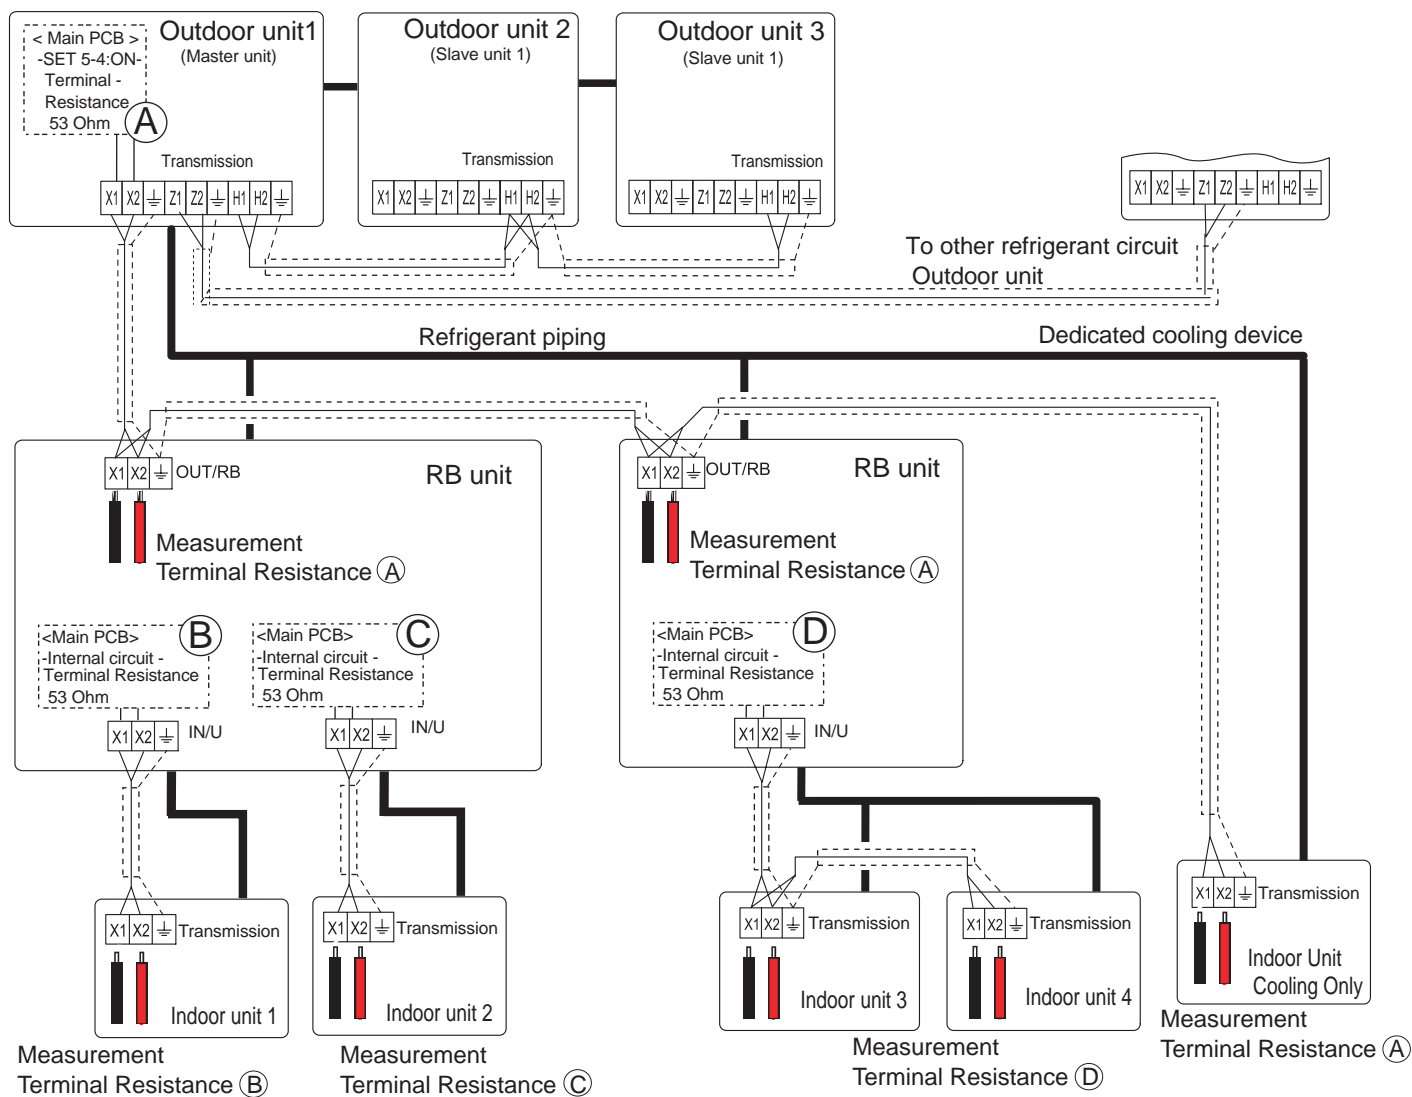 Outdoor unit1
(Master unit)
< Main PCB >
-SET 5-4:ON-
Terminal -
Resistance
53 Ohm
A
Transmission
X1 X2 Z1 Z2 H1 H2
Outdoor unit 2
(Slave unit 1)
Transmission
X1 X2 Z1 Z2 H1 H2
Outdoor unit 3
(Slave unit 1)
Transmission
X1 X2 Z1 Z2 H1 H2
X1 X2 Z1 Z2 H1 H2
To other refrigerant circuit
Outdoor unit
Refrigerant piping
Dedicated cooling device
X1 X2 OUT/RB
RB unit
Measurement
Terminal Resistance A
<Main PCB>
-Internal circuit -
Terminal Resistance
53 Ohm
B
X1 X2 IN/U
<Main PCB>
-Internal circuit -
Terminal Resistance
53 Ohm
C
X1 X2 IN/U
X1 X2 OUT/RB
RB unit
Measurement
Terminal Resistance A
<Main PCB>
-Internal circuit -
Terminal Resistance
53 Ohm
D
X1 X2 IN/U
X1 X2 Transmission
Indoor unit 1
Measurement
Terminal Resistance B
X1 X2 Transmission
Indoor unit 2
Measurement
Terminal Resistance C
X1 X2 Transmission
Indoor unit 3
X1 X2 Transmission
Indoor unit 4
Measurement
Terminal Resistance D
X1 X2 Transmission
Indoor Unit
Cooling Only
Measurement
Terminal Resistance A